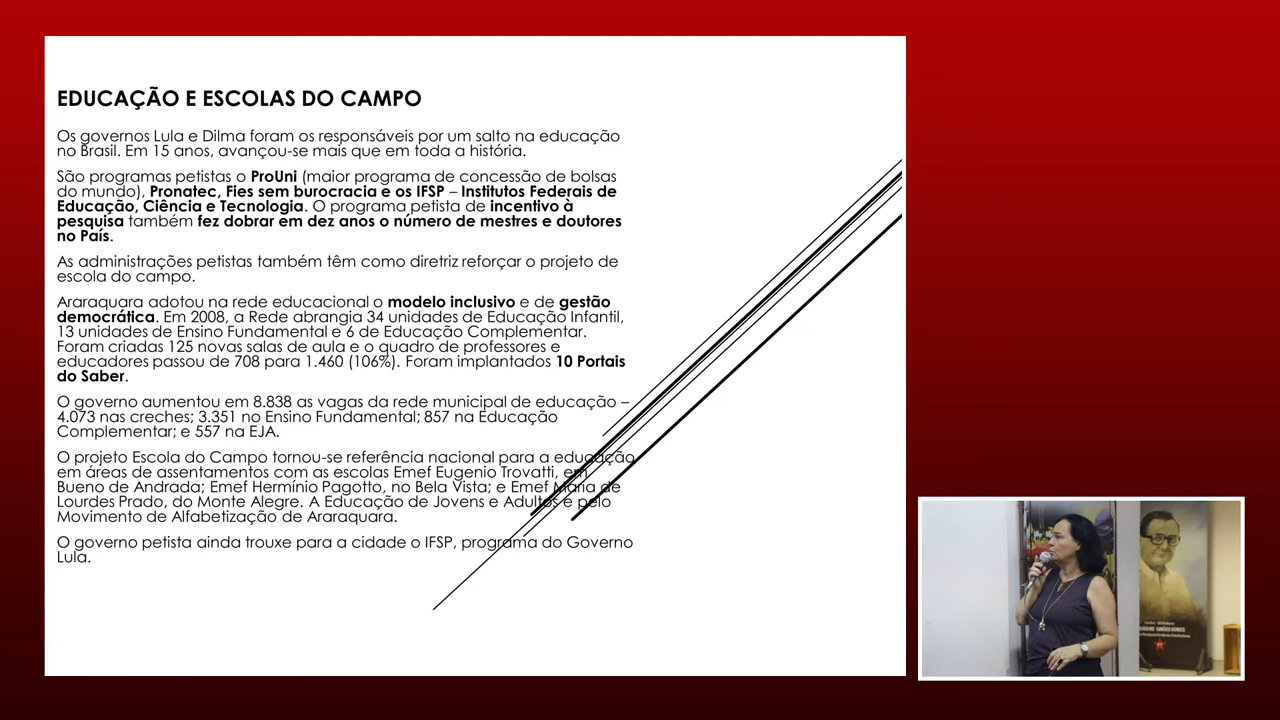 EDUCAÇÃO E ESCOLAS DO CAMPO
Os governos Lula e Dilma foram os responsáveis por um salto na educação
no Brasil. Em 15 anos, avançou-se mais que em toda a história.
São programas petistas o ProUni (maior programa de concessão de bolsas
do mundo), Pronatec, Fies sem burocracia e os IFSP – Institutos Federais de
Educação, Ciência e Tecnologia. O programa petista de incentivo à
pesquisa também fez dobrar em dez anos o número de mestres e doutores
no País.
As administrações petistas também têm como diretriz reforçar o projeto de
escola do campo.
Araraquara adotou na rede educacional o modelo inclusivo e de gestão
democrática. Em 2008, a Rede abrangia 34 unidades de Educação Infantil,
13 unidades de Ensino Fundamental e 6 de Educação Complementar.
Foram criadas 125 novas salas de aula e o quadro de professores e
educadores passou de 708 para 1.460 (106%). Foram implantados 10 Portais
do Saber.
O governo aumentou em 8.838 as vagas da rede municipal de educação –
4.073 nas creches; 3.351 no Ensino Fundamental; 857 na Educação
Complementar; e 557 na EJA.
O projeto Escola do Campo tornou-se referência nacional para a educação
em áreas de assentamentos com as escolas Emef Eugenio Trovatti, em
Bueno de Andrada; Emef Hermínio Pagotto, no Bela Vista; e Emef Maria de
Lourdes Prado, do Monte Alegre. A Educação de Jovens e Adultos e pelo
Movimento de Alfabetização de Araraquara.
O governo petista ainda trouxe para a cidade o IFSP, programa do Governo
Lula.